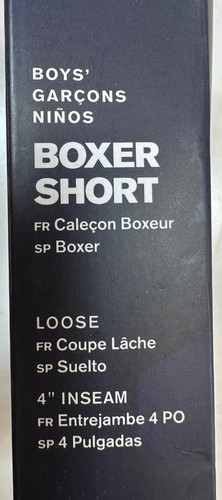 BOYS'
GARÇONS
NIÑOS
BOXER
SHORT
FR Caleçon Boxeur
SP Boxer
LOOSE
FR Coupe Lâche
SP Suelto
4" INSEAM
FR Entrejambe 4 PO
SP 4 Pulgadas